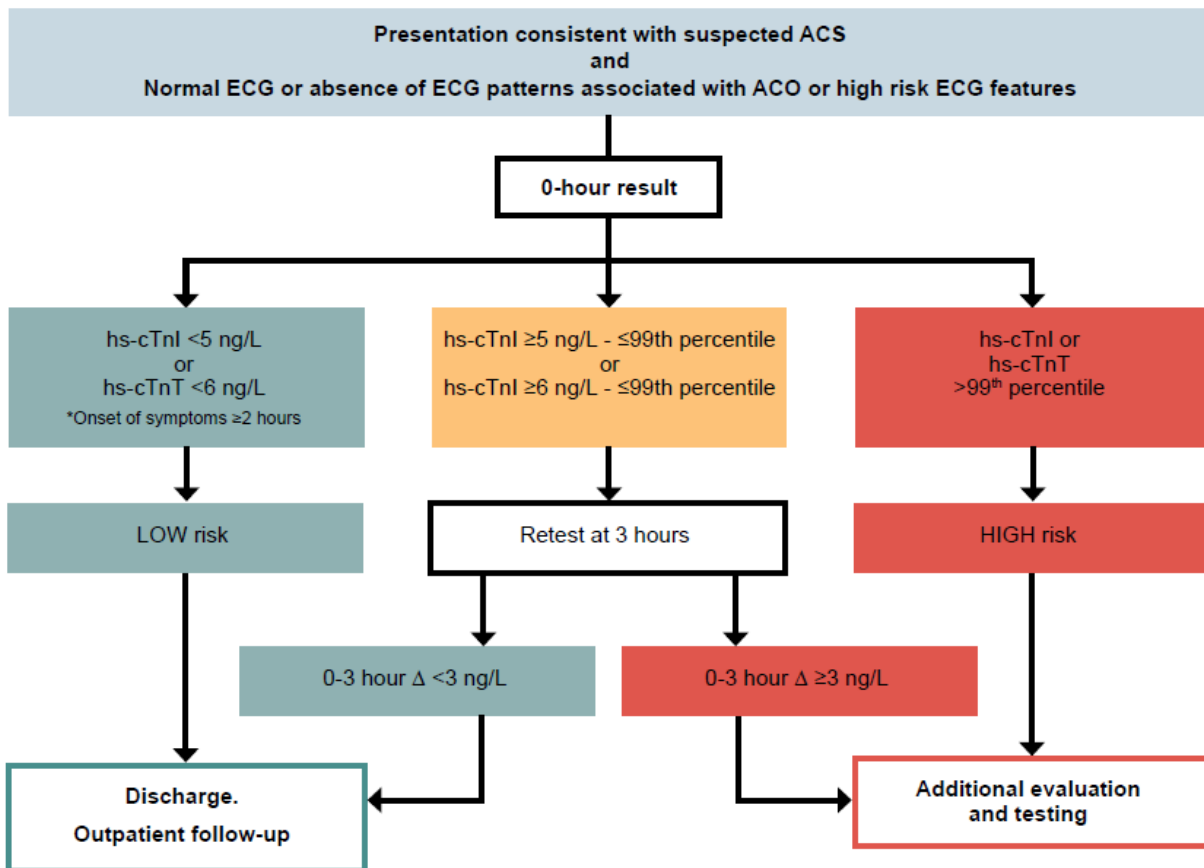 Presentation consistent with suspected ACS
and
Normal ECG or absence of ECG patterns associated with ACO or high risk ECG features
0-hour result
hs-cTnI <5 ng/L
or
hs-cTnT <6 ng/L
*Onset of symptoms ≥2 hours
hs-cTnI ≥5 ng/L - ≤99th percentile
or
hs-cTnI ≥6 ng/L - ≤99th percentile
hs-cTnI or
hs-cTnT
>99th percentile
LOW risk
Retest at 3 hours
HIGH risk
0-3 hour Δ <3 ng/L
0-3 hour Δ ≥3 ng/L
Discharge.
Outpatient follow-up
Additional evaluation
and testing